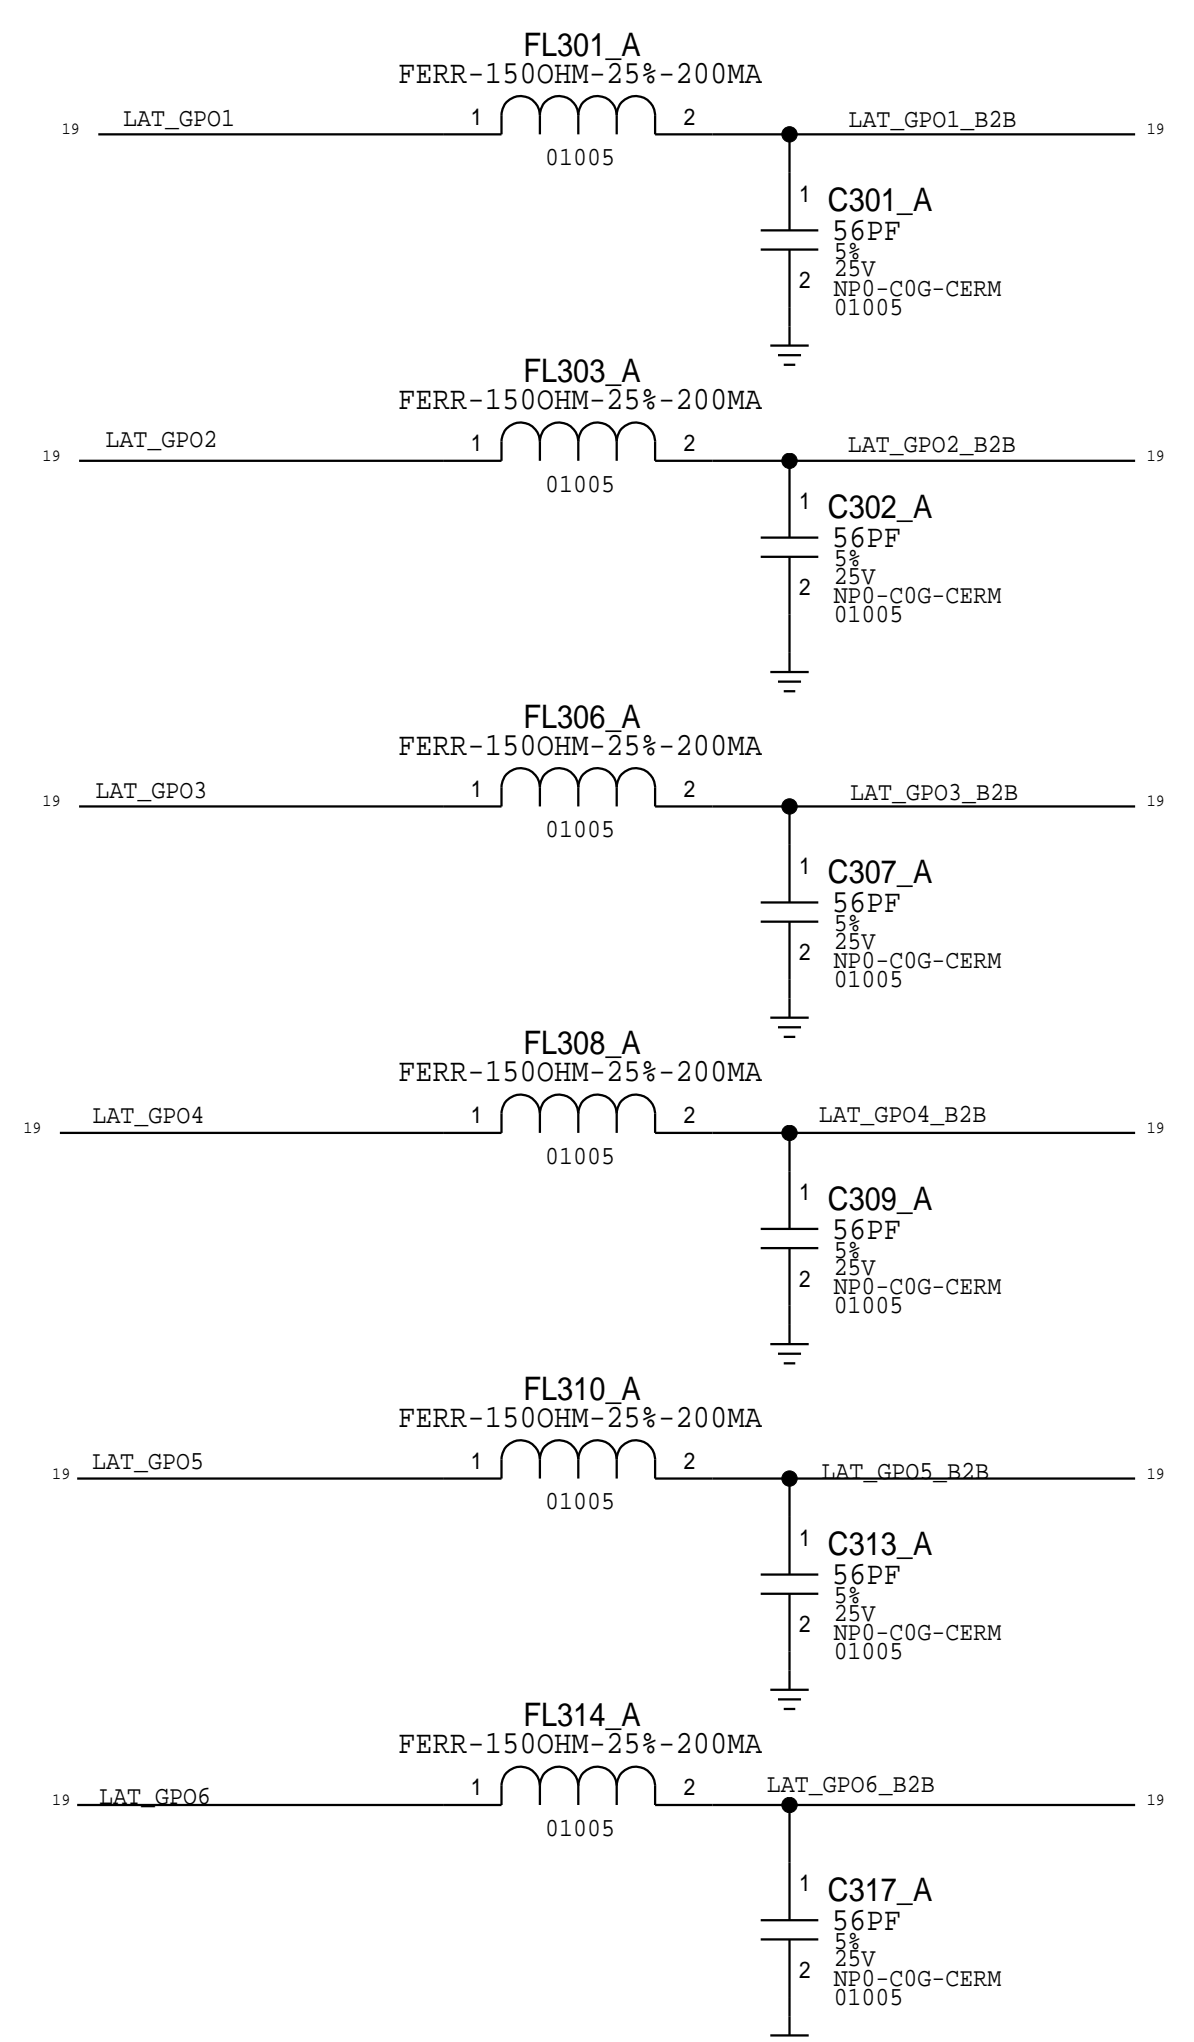 FL301_A
FERR-150OHM-25%-200MA
19 LAT_GPO1 1 2 LAT_GPO1_B2B 19
01005
1 C301_A
56PF
5%
25V
2 NP0-C0G-CERM
01005
FL303_A
FERR-150OHM-25%-200MA
19 LAT_GPO2 1 2 LAT_GPO2_B2B 19
01005
1 C302_A
56PF
5%
25V
2 NP0-C0G-CERM
01005
FL306_A
FERR-150OHM-25%-200MA
19 LAT_GPO3 1 2 LAT_GPO3_B2B 19
01005
1 C307_A
56PF
5%
25V
2 NP0-C0G-CERM
01005
FL308_A
FERR-150OHM-25%-200MA
19 LAT_GPO4 1 2 LAT_GPO4_B2B 19
01005
1 C309_A
56PF
5%
25V
2 NP0-C0G-CERM
01005
FL310_A
FERR-150OHM-25%-200MA
19 LAT_GPO5 1 2 LAT_GPO5_B2B 19
01005
1 C313_A
56PF
5%
25V
2 NP0-C0G-CERM
01005
FL314_A
FERR-150OHM-25%-200MA
19 LAT_GPO6 1 2 LAT_GPO6_B2B 19
01005
1 C317_A
56PF
5%
25V
2 NP0-C0G-CERM
01005